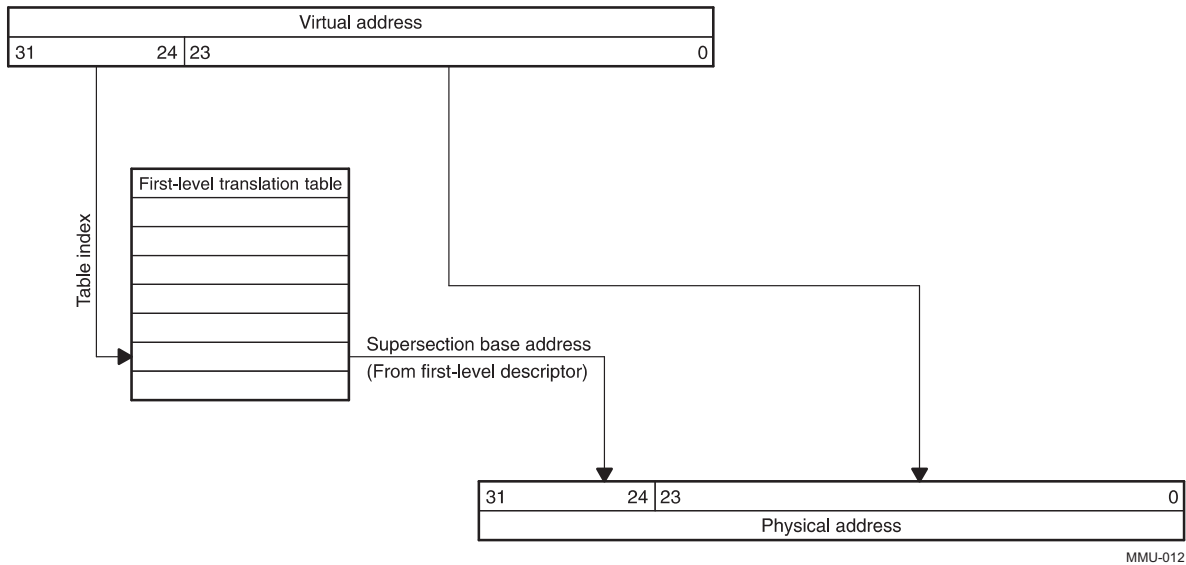 Virtual address
31 24 23 0
First-level translation table
Table index
Supersection base address
(From first-level descriptor)
31 24 23 0
Physical address
MMU-012